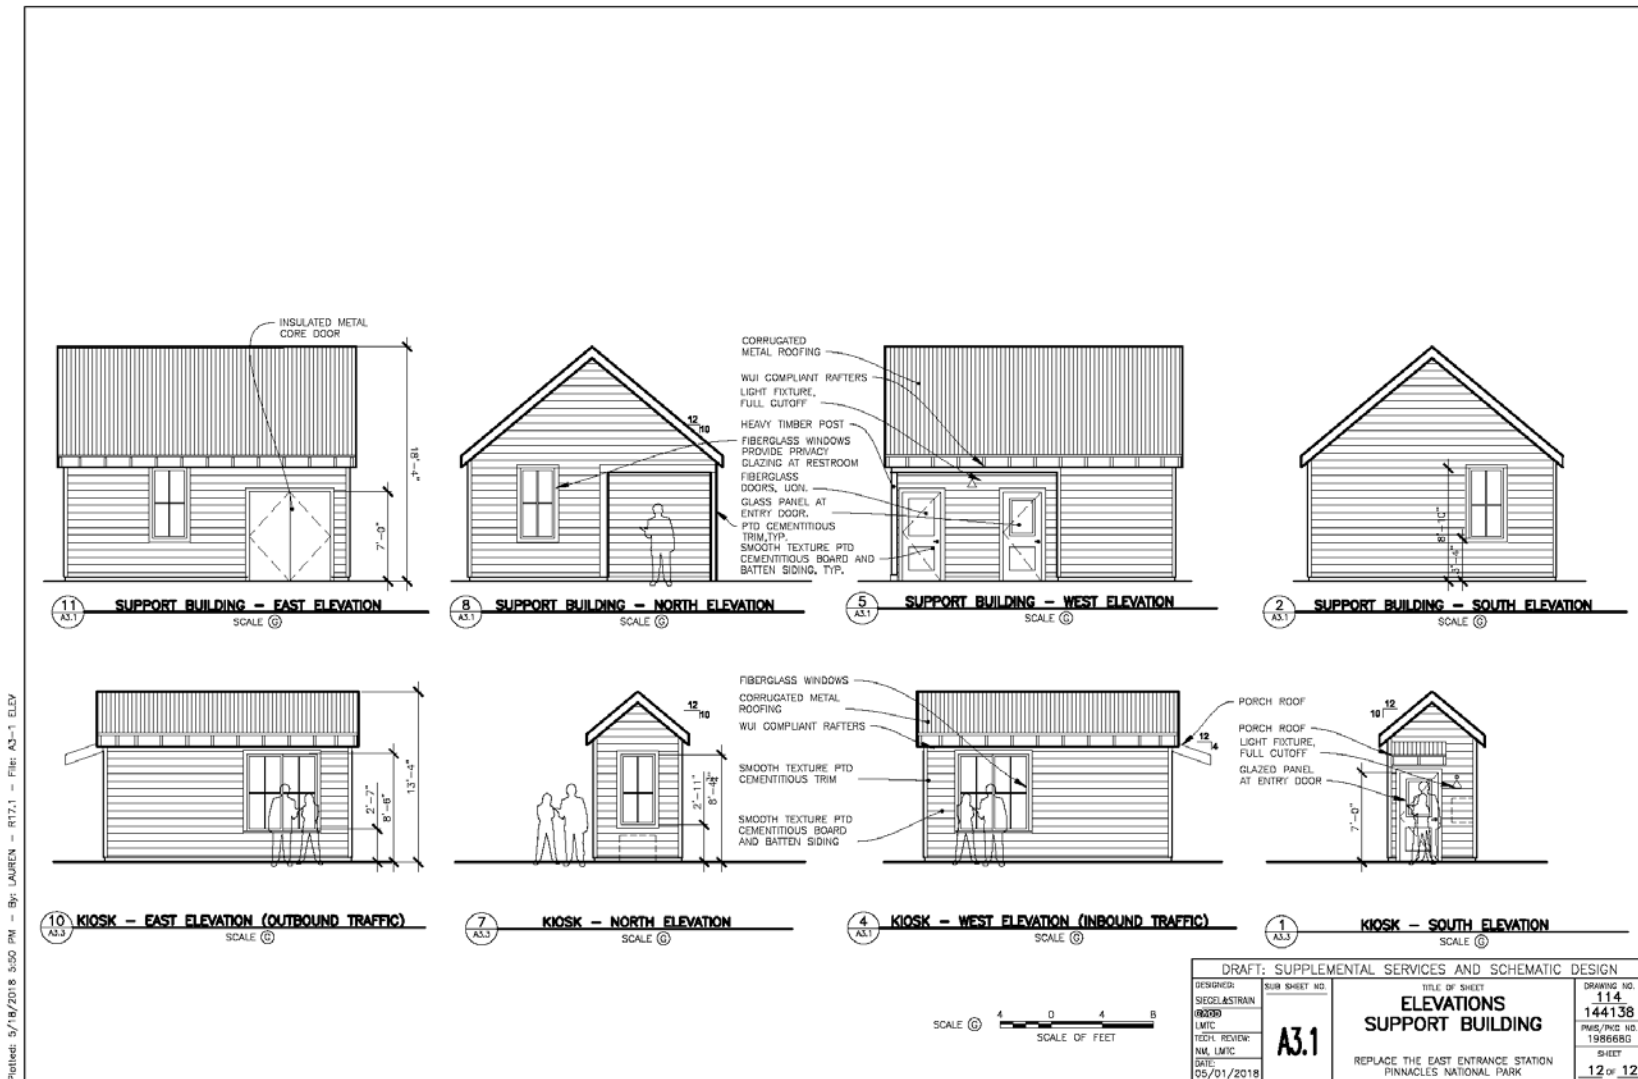 INSULATED METAL
CORE DOOR
18'-4"
7'-0"
11
A3.1
SUPPORT BUILDING - EAST ELEVATION
SCALE G
12
10
8
A3.1
SUPPORT BUILDING - NORTH ELEVATION
SCALE G
CORRUGATED
METAL ROOFING
WUI COMPLIANT RAFTERS
LIGHT FIXTURE,
FULL CUTOFF
HEAVY TIMBER POST
FIBERGLASS WINDOWS
PROVIDE PRIVACY
GLAZING AT RESTROOM
FIBERGLASS
DOORS, UON.
GLASS PANEL AT
ENTRY DOOR.
PTD CEMENTITIOUS
TRIM,TYP.
SMOOTH TEXTURE PTD
CEMENTITIOUS BOARD AND
BATTEN SIDING, TYP.
5
A3.1
SUPPORT BUILDING - WEST ELEVATION
SCALE G
8'-10"
3'-4"
2
A3.1
SUPPORT BUILDING - SOUTH ELEVATION
SCALE G
2'-7"
8'-6"
13'-4"
10
A3.3
KIOSK - EAST ELEVATION (OUTBOUND TRAFFIC)
SCALE G
12
10
2'-11"
7
A3.3
KIOSK - NORTH ELEVATION
SCALE G
FIBERGLASS WINDOWS
CORRUGATED METAL
ROOFING
WUI COMPLIANT RAFTERS
SMOOTH TEXTURE PTD
CEMENTITIOUS TRIM
SMOOTH TEXTURE PTD
CEMENTITIOUS BOARD
AND BATTEN SIDING
12
4
4
A3.1
KIOSK - WEST ELEVATION (INBOUND TRAFFIC)
SCALE G
PORCH ROOF
PORCH ROOF
LIGHT FIXTURE,
FULL CUTOFF
GLAZED PANEL
AT ENTRY DOOR
12
10
7'-0"
1
A3.3
KIOSK - SOUTH ELEVATION
SCALE G
SCALE G
4 0 4 8
SCALE OF FEET
DRAFT: SUPPLEMENTAL SERVICES AND SCHEMATIC DESIGN
DESIGNED:
SIEGEL&STRAIN
LMTC
TECH. REVIEW:
NM, LMTC
DATE:
05/01/2018
SUB SHEET NO.
A3.1
TITLE OF SHEET
ELEVATIONS
SUPPORT BUILDING
REPLACE THE EAST ENTRANCE STATION
PINNACLES NATIONAL PARK
DRAWING NO.
114
144138
PMIS/PKG NO.
198668G
SHEET
12 OF 12
Plotted: 5/18/2018 5:50 PM - By: LAUREN - R17.1 - File: A3-1 ELEV